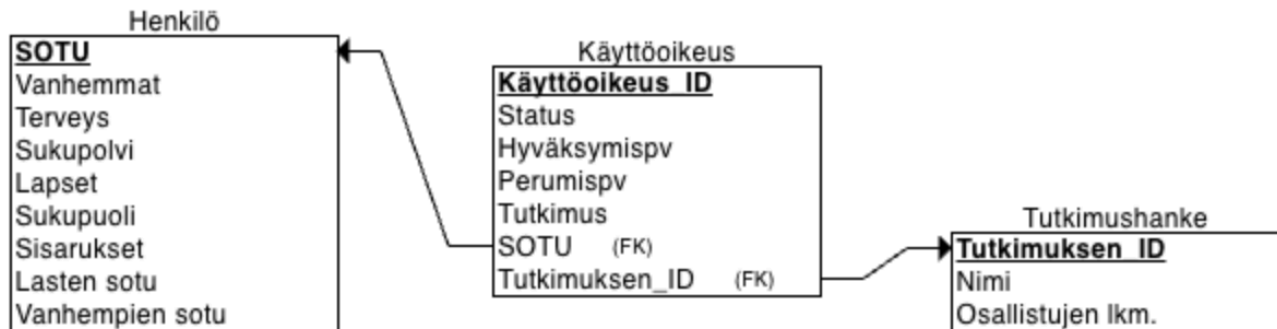 Henkilö
SOTU
Vanhemmat
Terveys
Sukupolvi
Lapset
Sukupuoli
Sisarukset
Lasten sotu
Vanhempien sotu
Käyttöoikeus
Käyttöoikeus_ID
Status
Hyväksymispv
Perumispv
Tutkimus
SOTU (FK)
Tutkimuksen_ID (FK)
Tutkimushanke
Tutkimuksen_ID
Nimi
Osallistujen lkm.